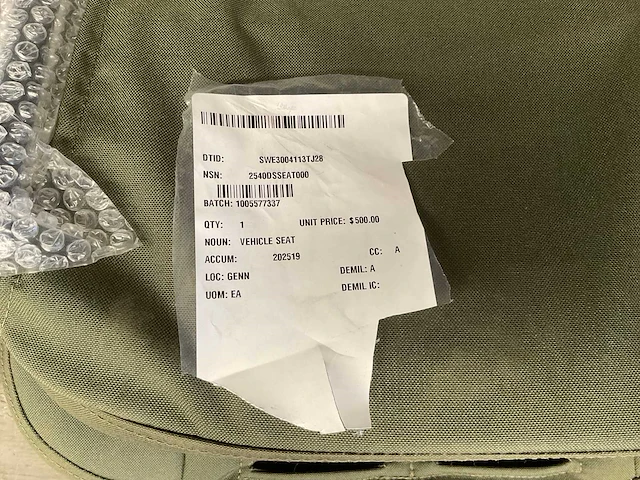 DTID: SWE3004113TJ28
NSN: 2540DSSEAT000
BATCH: 1005577337
QTY: 1 UNIT PRICE: $500.00
NOUN: VEHICLE SEAT
ACCUM: 202519 CC: A
LOC: GENN DEMIL: A
UOM: EA DEMIL IC: